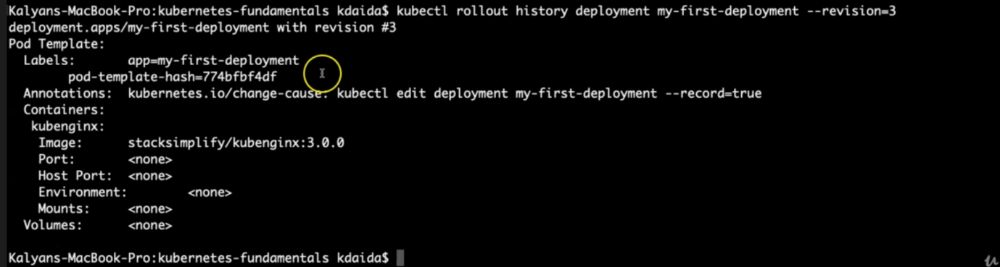 Kalyans-MacBook-Pro:kubernetes-fundamentals kdaida$ kubectl rollout history deployment my-first-deployment --revision=3
deployment.apps/my-first-deployment with revision #3
Pod Template:
  Labels:       app=my-first-deployment
        pod-template-hash=774bfbf4df
  Annotations:  kubernetes.io/change-cause: kubectl edit deployment my-first-deployment --record=true
  Containers:
   kubenginx:
    Image:      stacksimplify/kubenginx:3.0.0
    Port:       <none>
    Host Port:  <none>
    Environment:        <none>
    Mounts:     <none>
  Volumes:      <none>
Kalyans-MacBook-Pro:kubernetes-fundamentals kdaida$